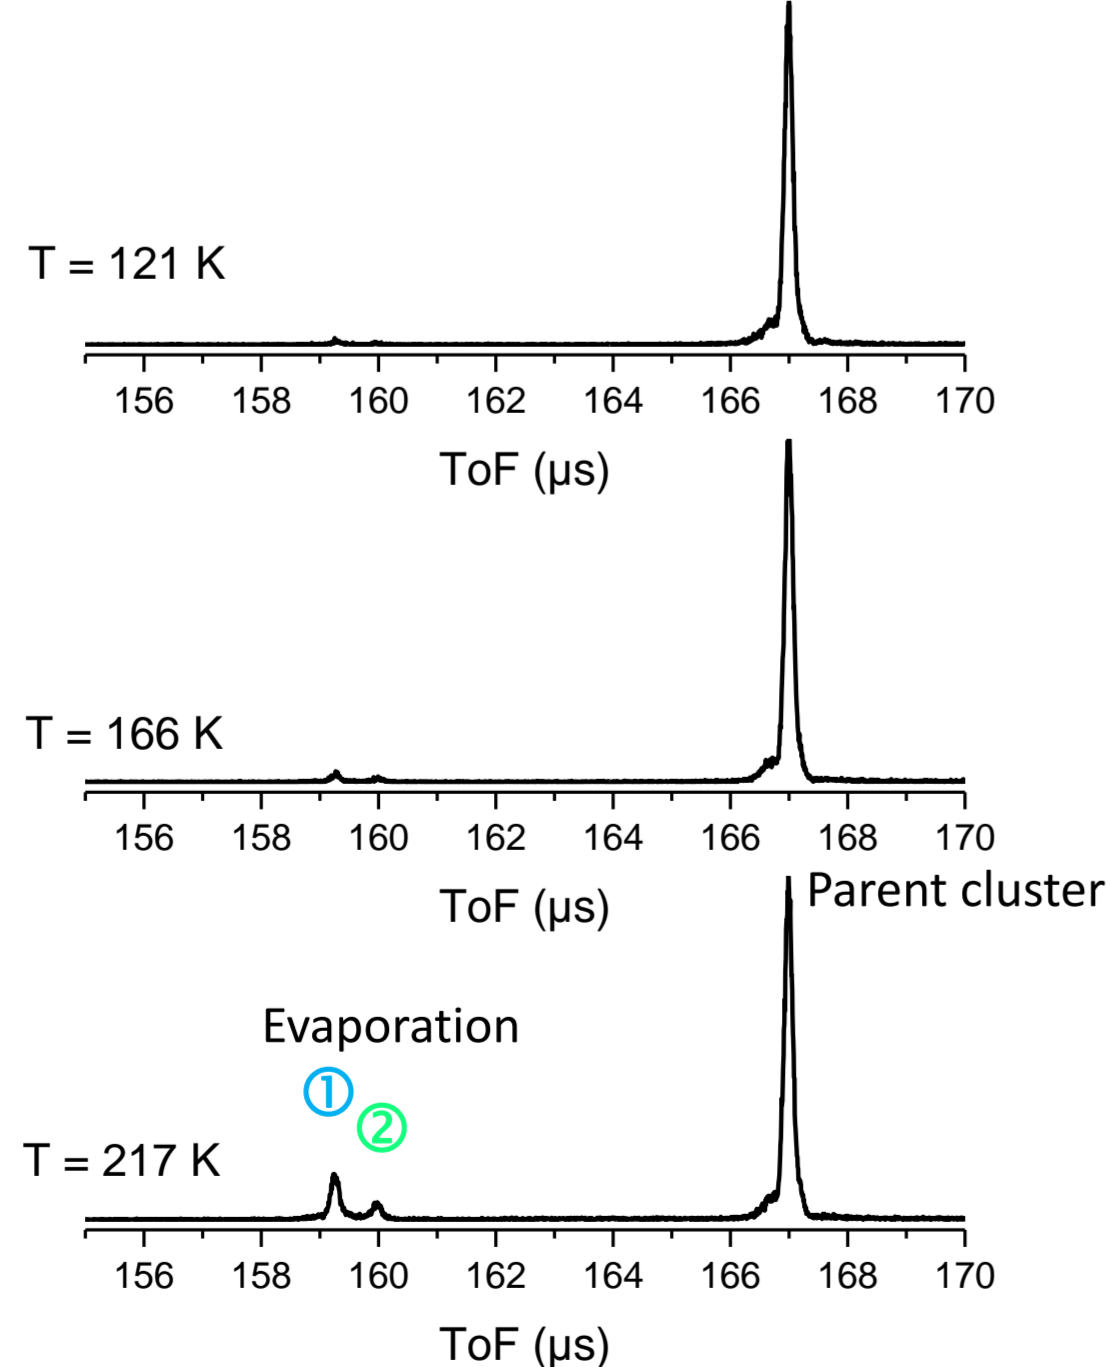 T = 121 K
156 158 160 162 164 166 168 170
ToF (µs)
T = 166 K
156 158 160 162 164 166 168 170
ToF (µs)
Parent cluster
Evaporation
①
②
T = 217 K
156 158 160 162 164 166 168 170
ToF (µs)